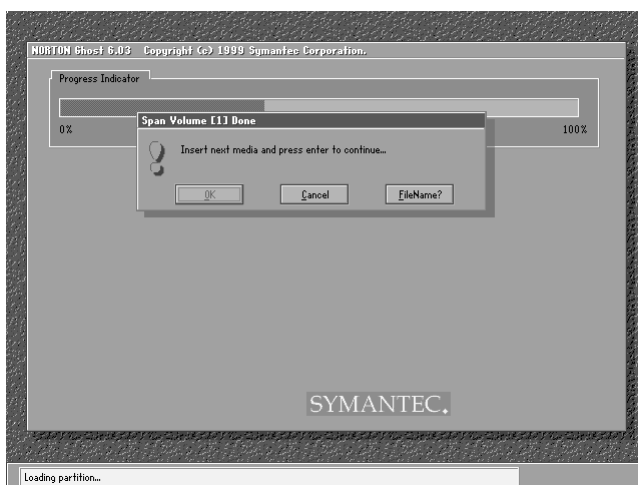 NORTON Ghost 6.03   Copyright (c) 1999 Symantec Corporation.
Progress Indicator
0%
100%
Span Volume [1] Done
Insert next media and press enter to continue...
OK
Cancel
FileName?
SYMANTEC.
Loading partition...